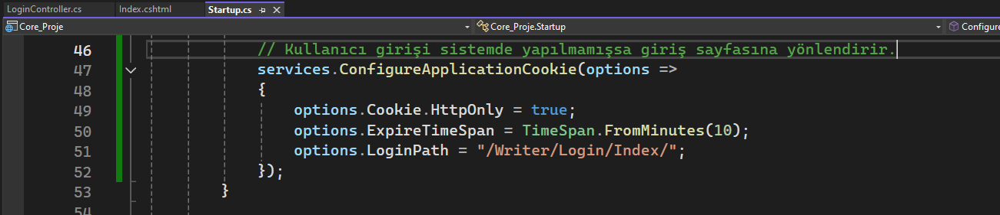 LoginController.cs Index.cshtml Startup.cs
Core_Proje Core_Proje.Startup Configure
46 // Kullanıcı girişi sistemde yapılmamışsa giriş sayfasına yönlendirir.
47 services.ConfigureApplicationCookie(options =>
48 {
49 options.Cookie.HttpOnly = true;
50 options.ExpireTimeSpan = TimeSpan.FromMinutes(10);
51 options.LoginPath = "/Writer/Login/Index/";
52 });
53 }
54